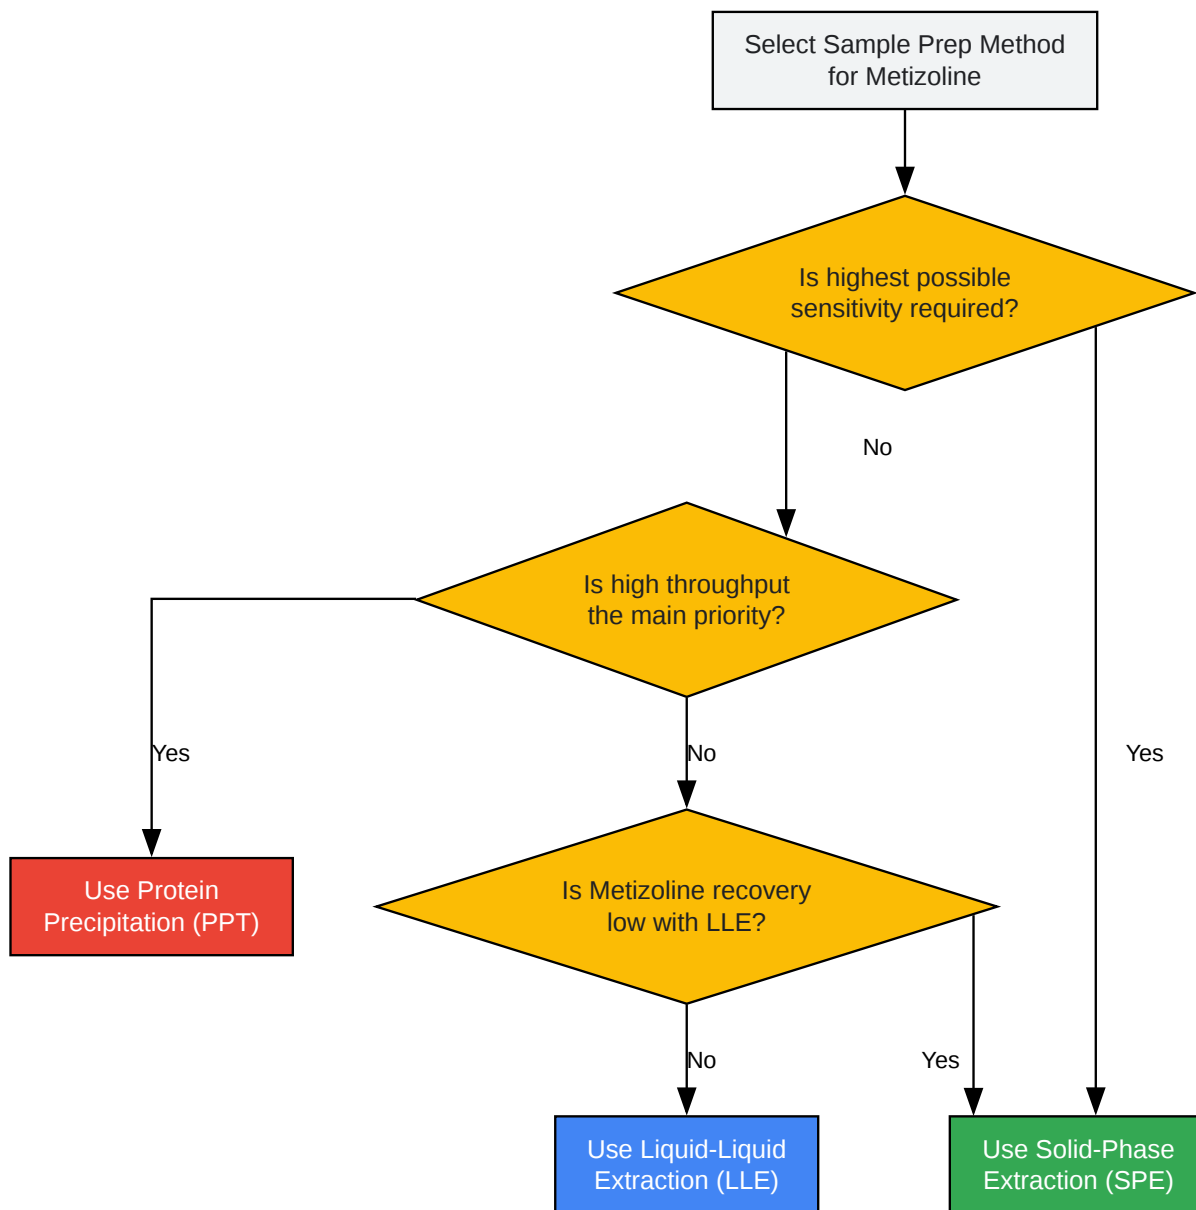 Select Sample Prep Method
for Metizoline
Is highest possible
sensitivity required?
No
Is high throughput
the main priority?
Yes
No
Yes
Use Protein
Precipitation (PPT)
Is Metizoline recovery
low with LLE?
No
Yes
Use Liquid-Liquid
Extraction (LLE)
Use Solid-Phase
Extraction (SPE)